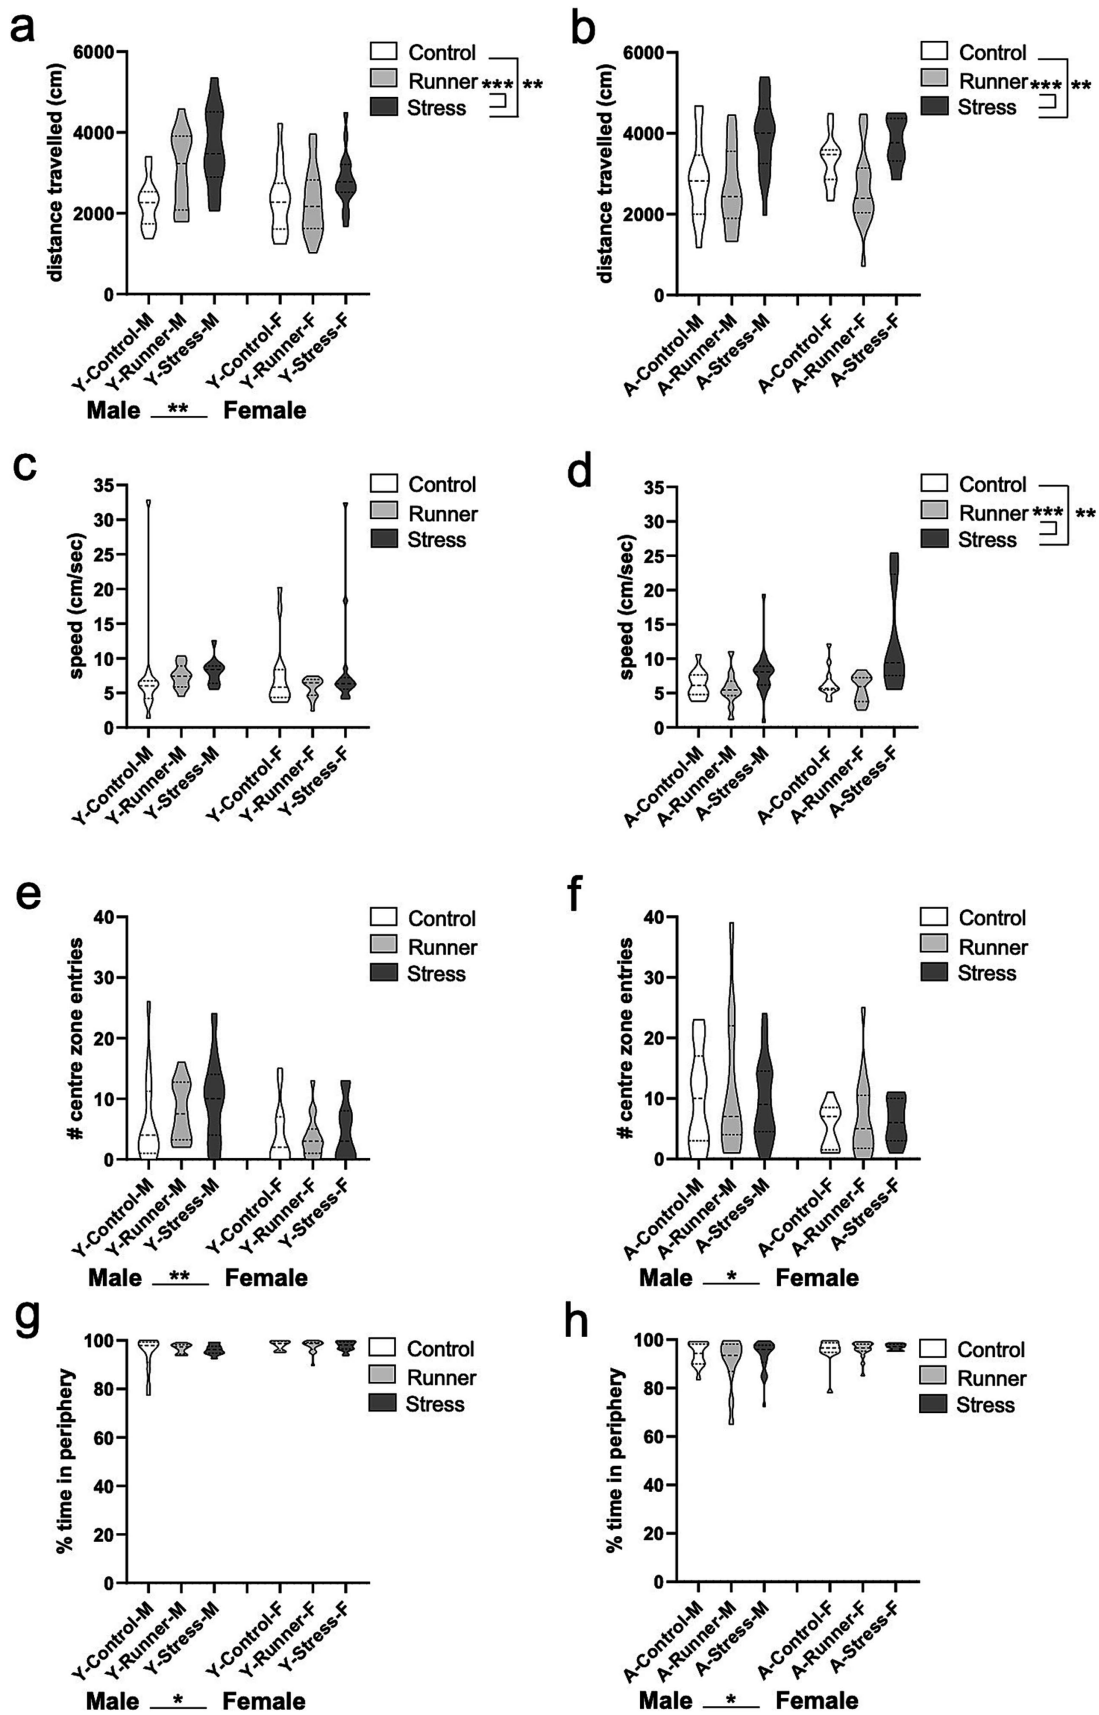 a
6000
4000
2000
0
distance travelled (cm)
Control
Runner
Stress
*** **
Y-Control-M
Y-Runner-M
Y-Stress-M
Y-Control-F
Y-Runner-F
Y-Stress-F
Male ** Female
b
6000
4000
2000
0
distance travelled (cm)
Control
Runner
Stress
*** **
A-Control-M
A-Runner-M
A-Stress-M
A-Control-F
A-Runner-F
A-Stress-F
c
35
30
25
20
15
10
5
0
speed (cm/sec)
Control
Runner
Stress
Y-Control-M
Y-Runner-M
Y-Stress-M
Y-Control-F
Y-Runner-F
Y-Stress-F
d
35
30
25
20
15
10
5
0
speed (cm/sec)
Control
Runner
Stress
*** **
A-Control-M
A-Runner-M
A-Stress-M
A-Control-F
A-Runner-F
A-Stress-F
e
40
30
20
10
0
# centre zone entries
Control
Runner
Stress
Y-Control-M
Y-Runner-M
Y-Stress-M
Y-Control-F
Y-Runner-F
Y-Stress-F
Male ** Female
f
40
30
20
10
0
# centre zone entries
Control
Runner
Stress
A-Control-M
A-Runner-M
A-Stress-M
A-Control-F
A-Runner-F
A-Stress-F
Male * Female
g
100
80
60
40
20
0
% time in periphery
Control
Runner
Stress
Y-Control-M
Y-Runner-M
Y-Stress-M
Y-Control-F
Y-Runner-F
Y-Stress-F
Male * Female
h
100
80
60
40
20
0
% time in periphery
Control
Runner
Stress
A-Control-M
A-Runner-M
A-Stress-M
A-Control-F
A-Runner-F
A-Stress-F
Male * Female